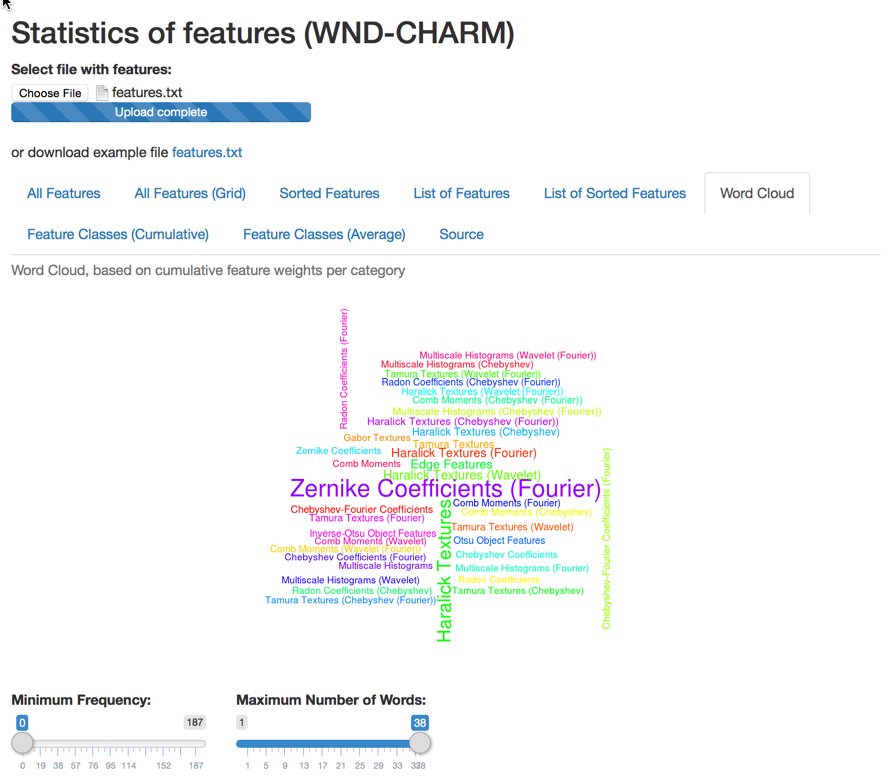 Statistics of features (WND-CHARM)
Select file with features:
Choose File features.txt
Upload complete
or download example file features.txt
All Features All Features (Grid) Sorted Features List of Features List of Sorted Features Word Cloud
Feature Classes (Cumulative) Feature Classes (Average) Source
Word Cloud, based on cumulative feature weights per category
Radon Coefficients (Fourier)
Multiscale Histograms (Wavelet (Fourier))
Multiscale Histograms (Chebyshev)
Tamura Textures (Wavelet (Fourier))
Radon Coefficients (Chebyshev (Fourier))
Haralick Textures (Wavelet (Fourier))
Comb Moments (Chebyshev (Fourier))
Multiscale Histograms (Chebyshev (Fourier))
Haralick Textures (Chebyshev (Fourier))
Haralick Textures (Chebyshev)
Gabor Textures
Tamura Textures
Zernike Coefficients
Haralick Textures (Fourier)
Comb Moments
Edge Features
Haralick Textures (Wavelet)
Zernike Coefficients (Fourier)
Chebyshev-Fourier Coefficients
Comb Moments (Fourier)
Comb Moments (Chebyshev)
Tamura Textures (Fourier)
Tamura Textures (Wavelet)
Inverse-Otsu Object Features
Comb Moments (Wavelet)
Otsu Object Features
Comb Moments (Wavelet (Fourier))
Chebyshev Coefficients (Fourier)
Chebyshev Coefficients
Multiscale Histograms
Multiscale Histograms (Fourier)
Multiscale Histograms (Wavelet)
Radon Coefficients
Radon Coefficients (Chebyshev)
Tamura Textures (Chebyshev)
Tamura Textures (Chebyshev (Fourier))
Haralick Textures
Chebyshev-Fourier Coefficients (Fourier)
Minimum Frequency: Maximum Number of Words:
0 187 1 38
0 19 38 57 76 95 114 152 187 1 5 9 13 17 21 25 29 33 38